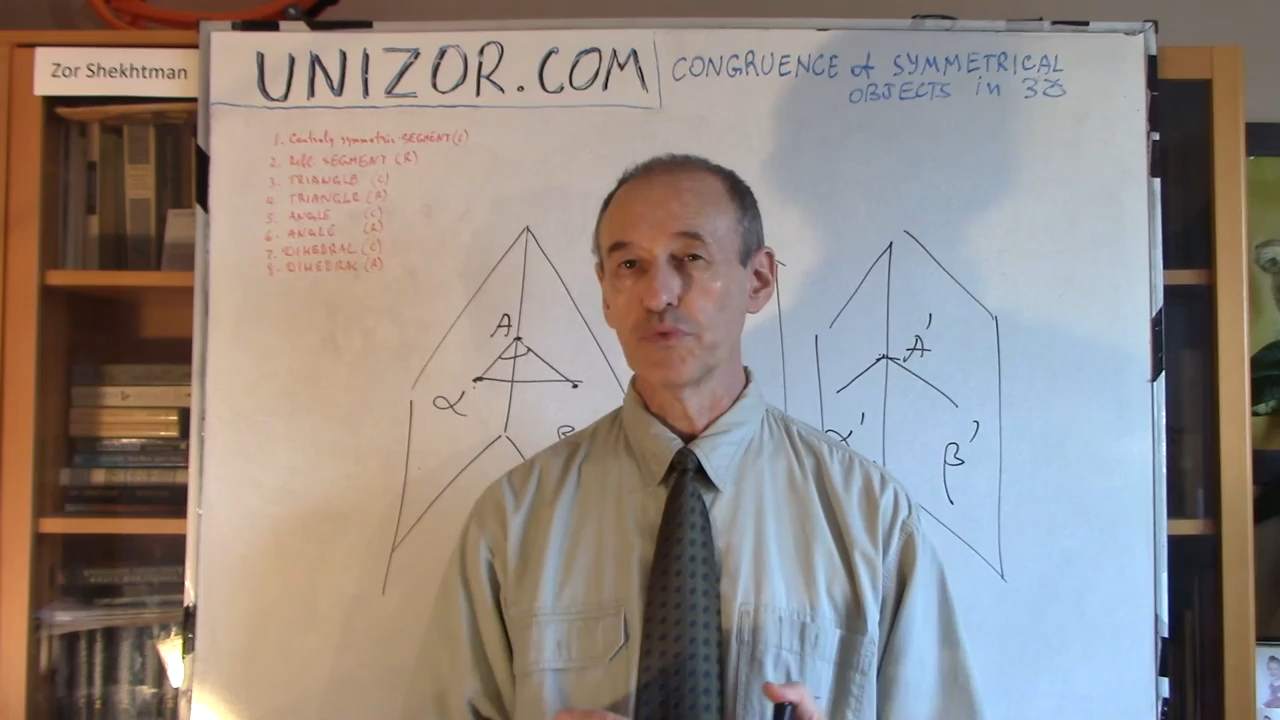 Zor Shekhtman
UNIZOR.COM
CONGRUENCE of SYMMETRICAL
OBJECTS in 3D
1. Centraly symmetric SEGMENT (C)
2. Refl. SEGMENT (R)
3. TRIANGLE (C)
4. TRIANGLE (R)
5. ANGLE (C)
6. ANGLE (R)
7. DIHEDRAL (C)
8. DIHEDRAL (R)
A
α
A'
α'
β'